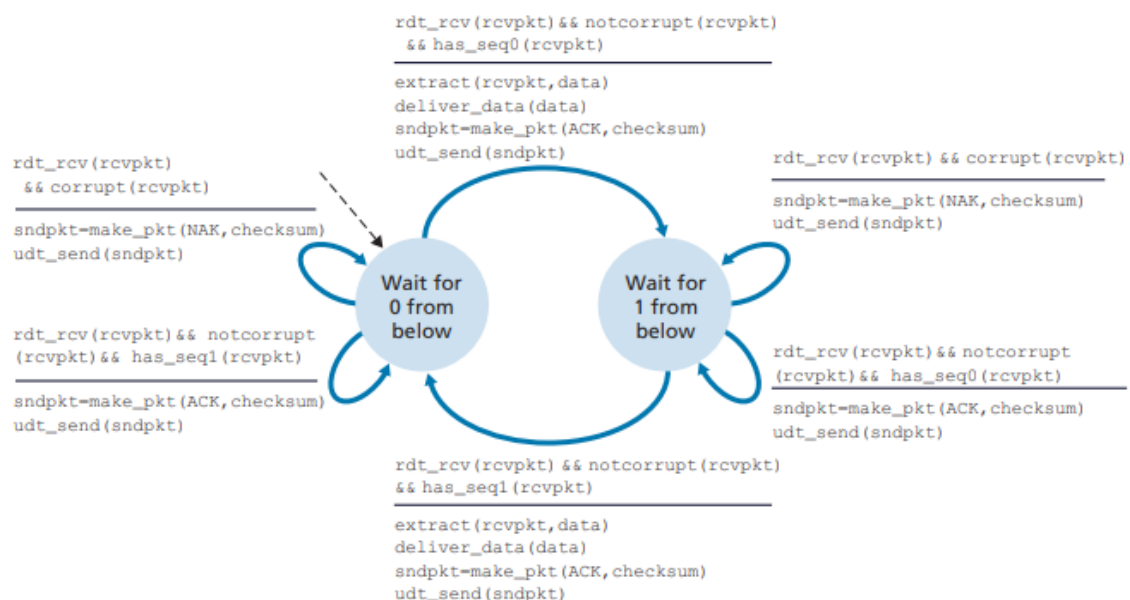 rdt_rcv(rcvpkt)&& notcorrupt(rcvpkt)
&& has_seq0(rcvpkt)
extract(rcvpkt,data)
deliver_data(data)
sndpkt=make_pkt(ACK,checksum)
udt_send(sndpkt)
rdt_rcv(rcvpkt)
&& corrupt(rcvpkt)
sndpkt=make_pkt(NAK,checksum)
udt_send(sndpkt)
rdt_rcv(rcvpkt) && corrupt(rcvpkt)
sndpkt=make_pkt(NAK,checksum)
udt_send(sndpkt)
Wait for
0 from
below
Wait for
1 from
below
rdt_rcv(rcvpkt)&& notcorrupt
(rcvpkt)&& has_seq1(rcvpkt)
sndpkt=make_pkt(ACK,checksum)
udt_send(sndpkt)
rdt_rcv(rcvpkt)&& notcorrupt
(rcvpkt)&& has_seq0(rcvpkt)
sndpkt=make_pkt(ACK,checksum)
udt_send(sndpkt)
rdt_rcv(rcvpkt) && notcorrupt(rcvpkt)
&& has_seq1(rcvpkt)
extract(rcvpkt,data)
deliver_data(data)
sndpkt=make_pkt(ACK,checksum)
udt_send(sndpkt)